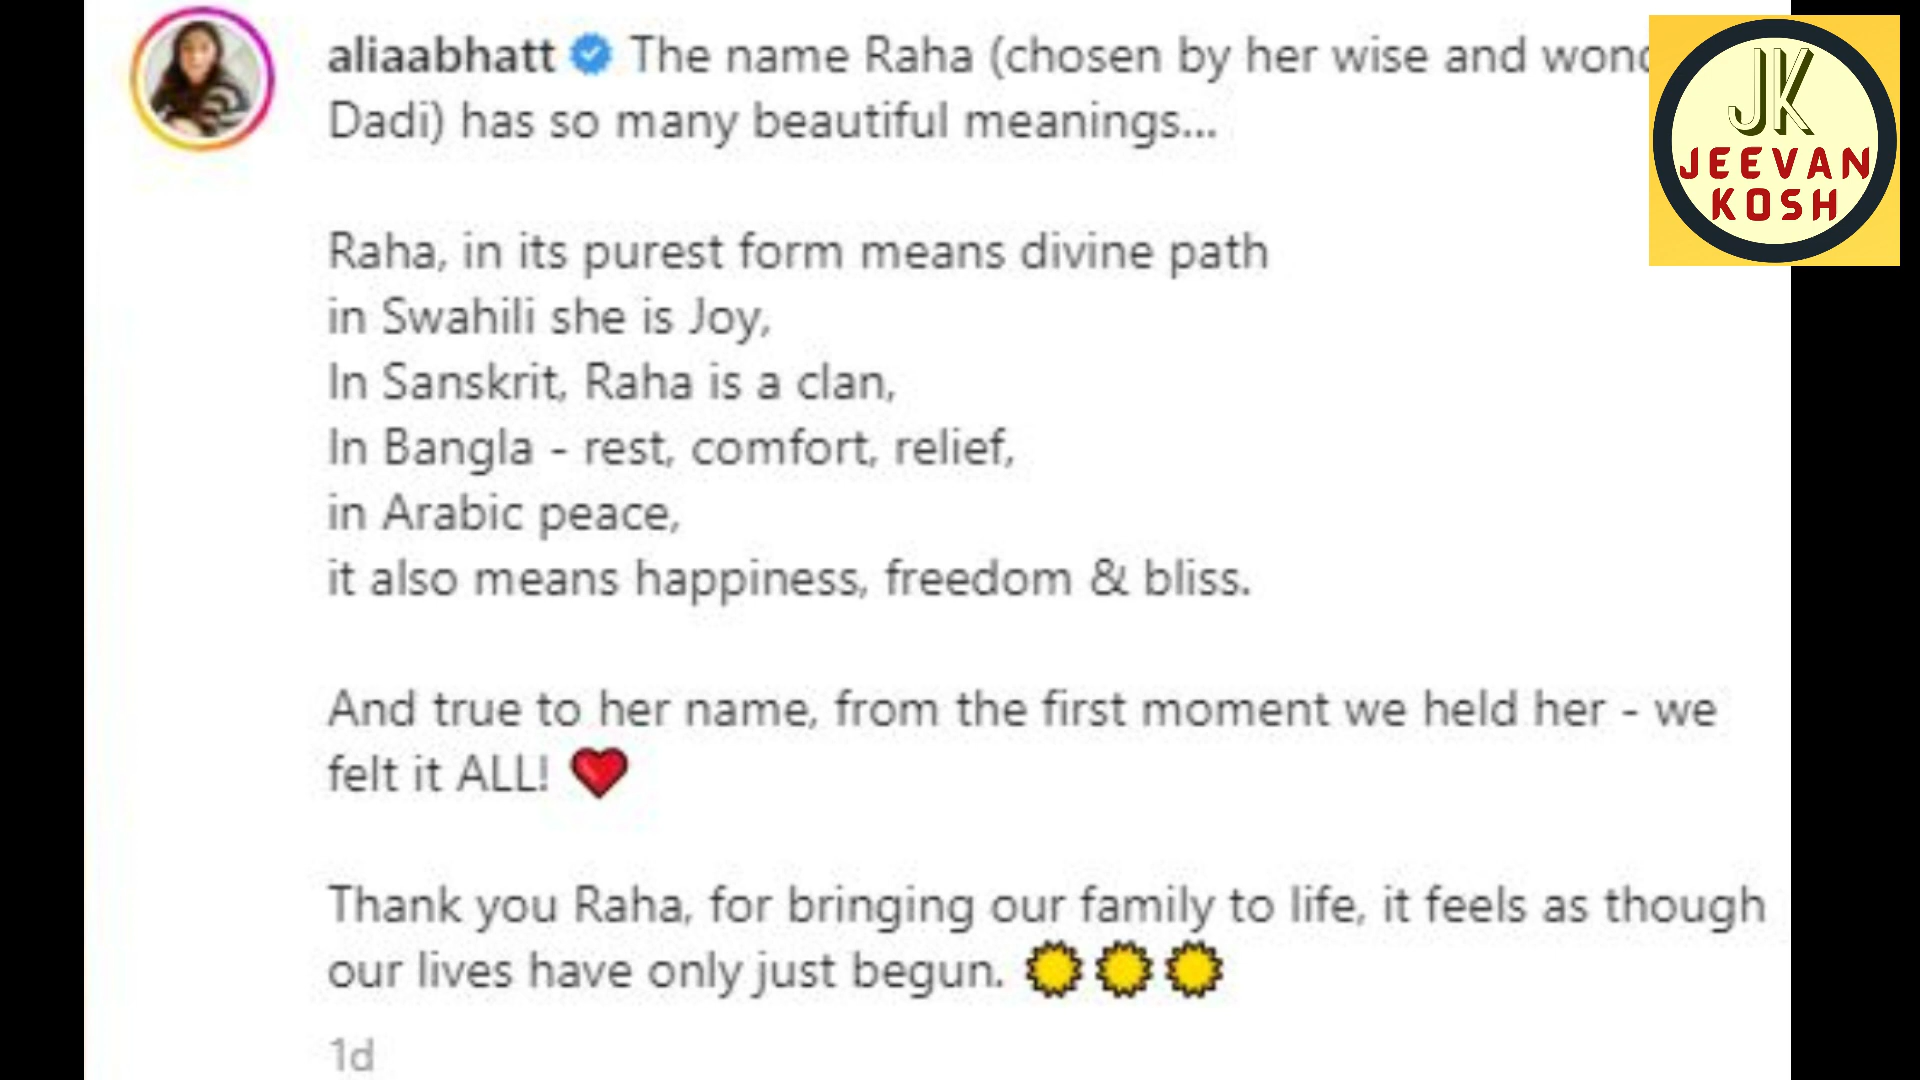 aliaabhatt The name Raha (chosen by her wise and
Dadi) has so many beautiful meanings...
Raha, in its purest form means divine path
in Swahili she is Joy,
In Sanskrit, Raha is a clan,
In Bangla - rest, comfort, relief,
in Arabic peace,
it also means happiness, freedom & bliss.
And true to her name, from the first moment we held her - we
felt it ALL! ❤️
Thank you Raha, for bringing our family to life, it feels as though
our lives have only just begun.
1d
JK
JEEVAN
KOSH